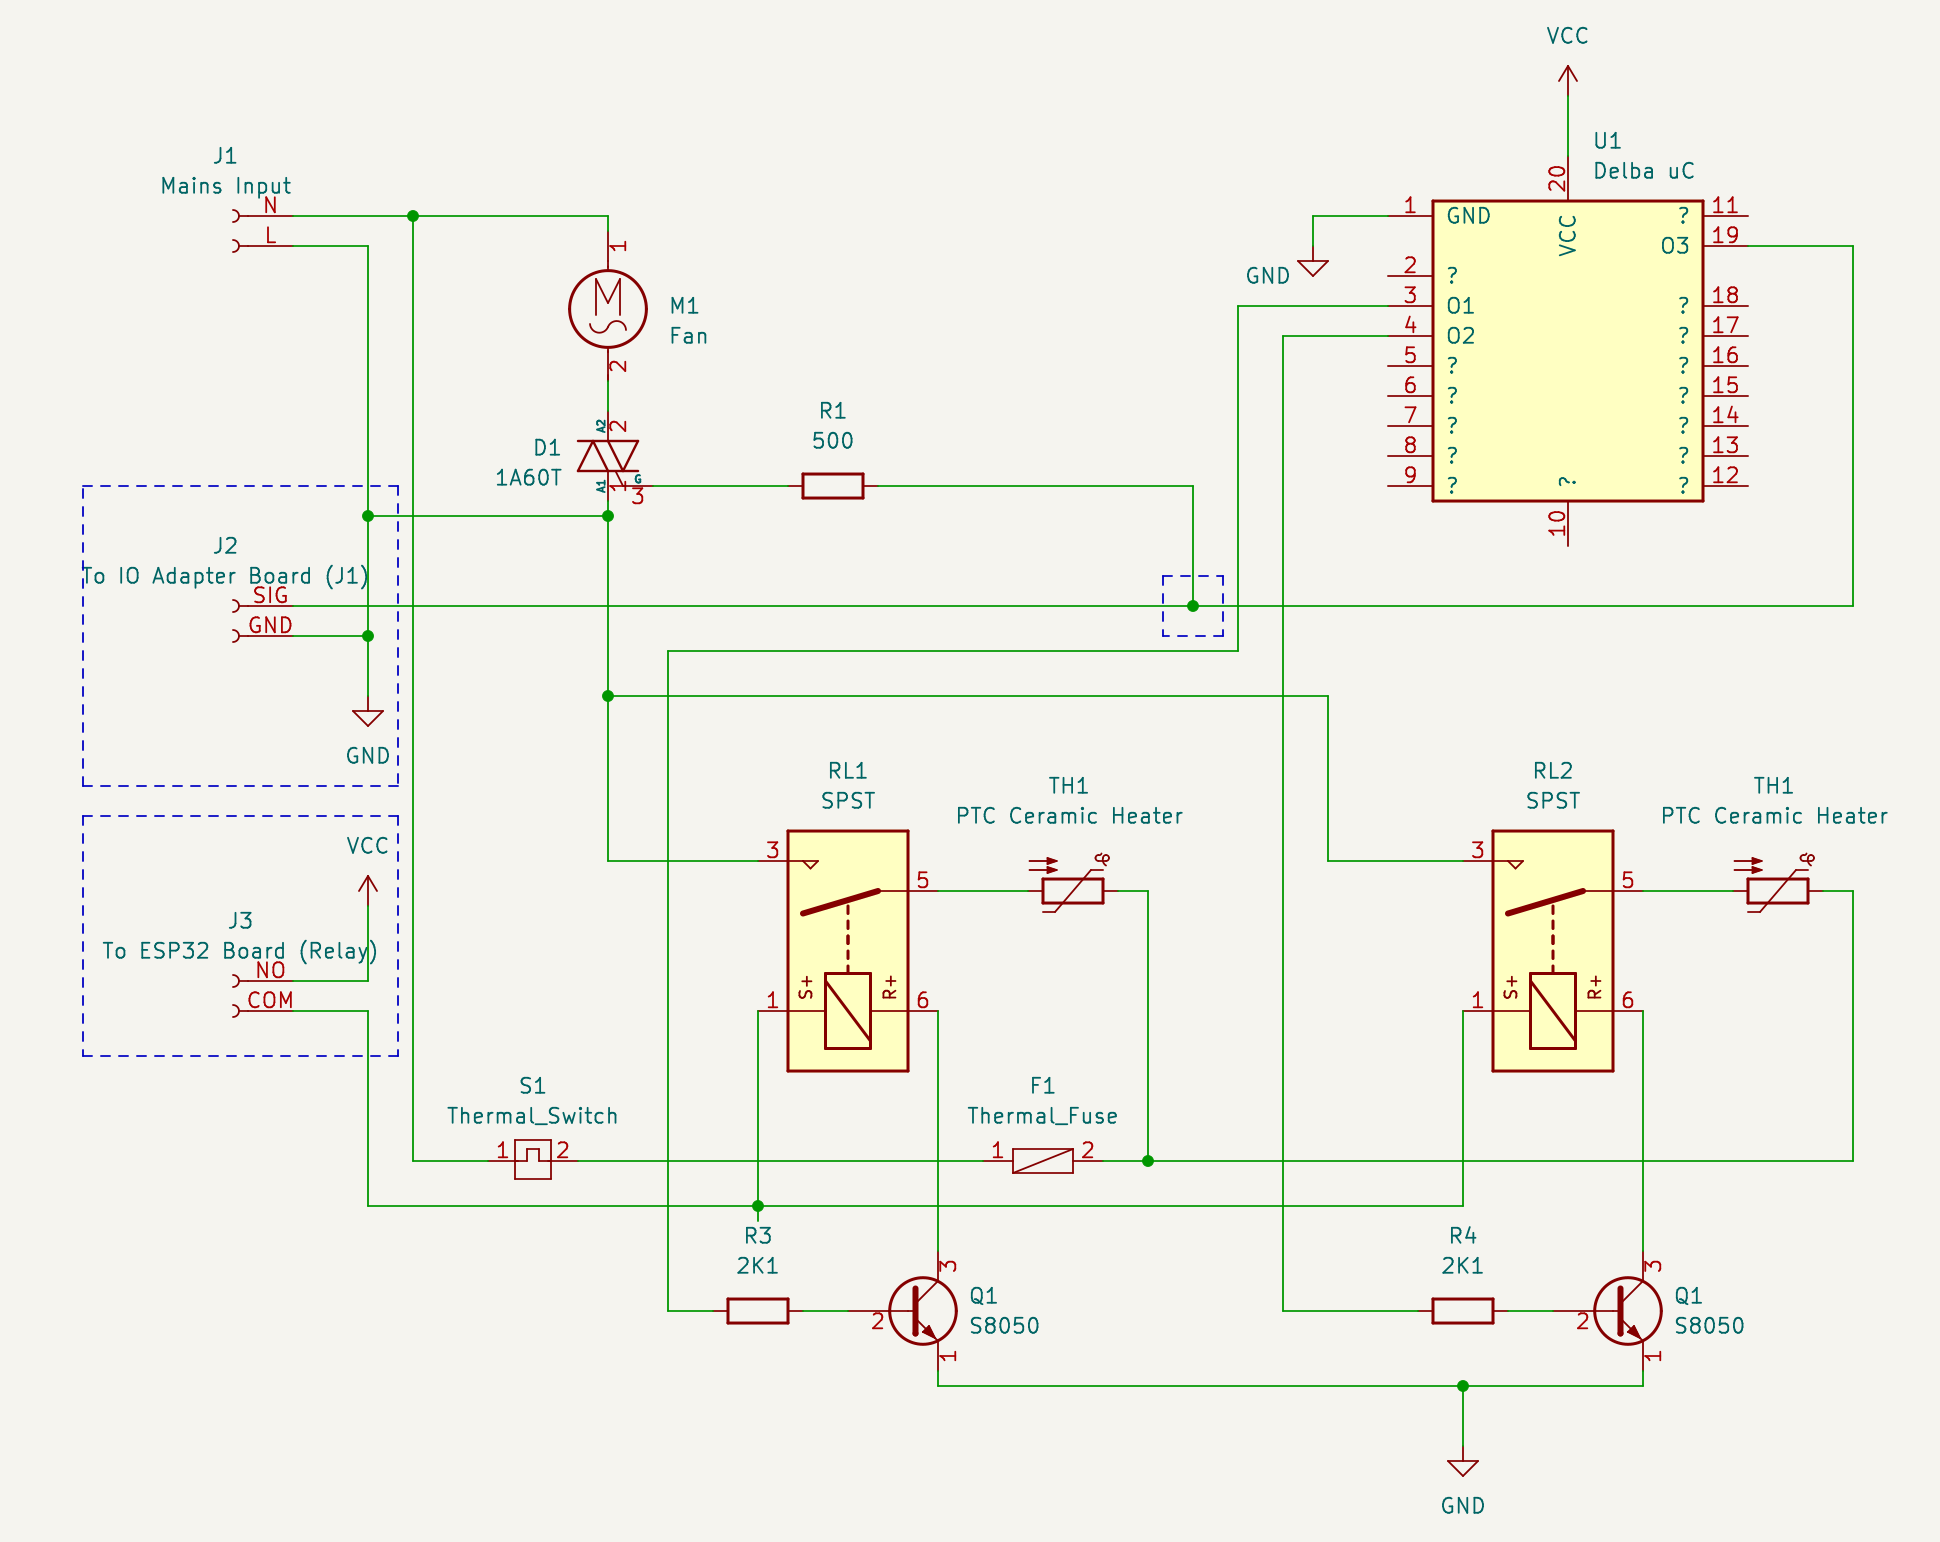 VCC
U1
Delba uC
20
VCC
1
GND
2
?
3
O1
4
O2
5
?
6
?
7
?
8
?
9
?
?
11
O3
19
?
18
?
17
?
16
?
15
?
14
?
13
?
12
?
10
GND
J1
Mains Input
N
L
1
M
M1
Fan
2
A2
2
D1
1A60T
A1
1
G
3
R1
500
J2
To IO Adapter Board (J1)
SIG
GND
GND
VCC
J3
To ESP32 Board (Relay)
NO
COM
RL1
SPST
3
5
S+
R+
1
6
TH1
PTC Ceramic Heater
θ
RL2
SPST
3
5
S+
R+
1
6
TH1
PTC Ceramic Heater
θ
S1
Thermal_Switch
1
2
F1
Thermal_Fuse
1
2
R3
2K1
3
Q1
S8050
2
1
R4
2K1
3
Q1
S8050
2
1
GND